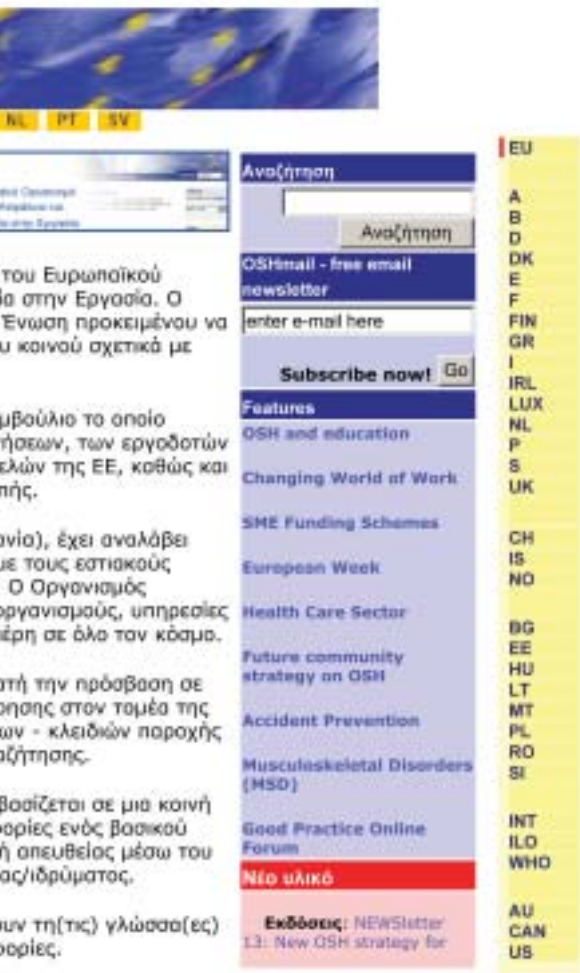 NL PT SV
του Ευρωπαϊκού
ία στην Εργασία. Ο
Ένωση προκειμένου να
υ κοινού σχετικά με
μβούλιο το οποίο
τήσεων, των εργοδοτών
ελών της ΕΕ, καθώς και
πής.
ανία), έχει αναλάβει
με τους εστιακούς
Ο Οργανισμός
οργανισμούς, υπηρεσίες
μέρη σε όλο τον κόσμο.
ατή την πρόσβαση σε
ρησης στον τομέα της
ων - κλειδιών παροχής
αζήτησης.
βασίζεται σε μια κοινή
φορίες ενός βασικού
ή απευθείας μέσω του
ας/ιδρύματος.
υν τη(τις) γλώσσα(ες)
φορίες.
Αναζήτηση
Αναζήτηση
OSHmail - free email
newsletter
enter e-mail here
Subscribe now! Go
Features
OSH and education
Changing World of Work
SME Funding Schemes
European Week
Health Care Sector
Future community
strategy on OSH
Accident Prevention
Musculoskeletal Disorders
(MSD)
Good Practice Online
Forum
Νέο υλικό
Εκδόσεις: NEWSletter
13: New OSH strategy for
EU
A
B
D
DK
E
F
FIN
GR
I
IRL
LUX
NL
P
S
UK
CH
IS
NO
BG
EE
HU
LT
MT
PL
RO
SI
INT
ILO
WHO
AU
CAN
US